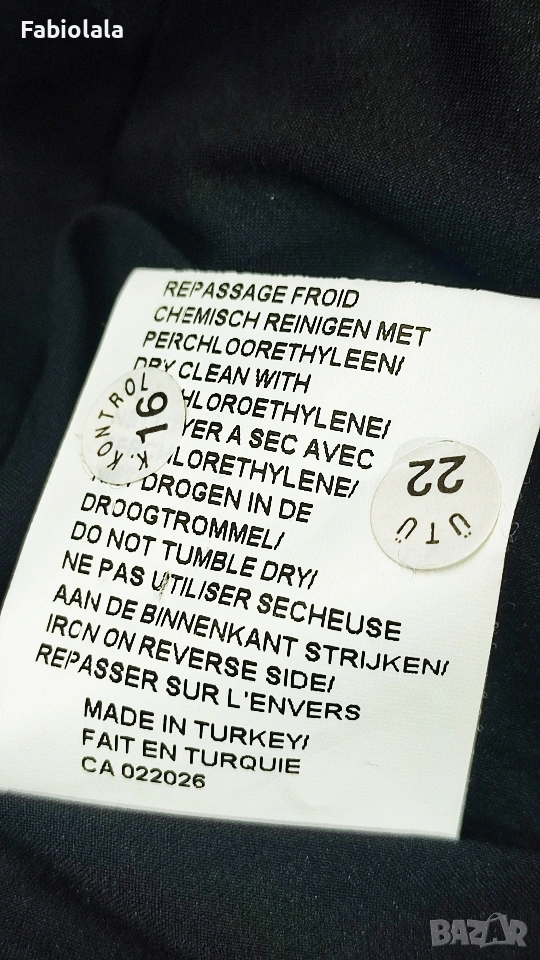 Fabiolala
REPASSAGE FROID
CHEMISCH REINIGEN MET
PERCHLOORETHYLEEN/
DRY CLEAN WITH
HLOROETHYLENE/
YER A SEC AVEC
HLORETHYLENE/
DROGEN IN DE
DROOGTROMMEL/
DO NOT TUMBLE DRY/
NE PAS UTILISER SECHEUSE
AAN DE BINNENKANT STRIJKEN/
IRON ON REVERSE SIDE/
REPASSER SUR L'ENVERS
MADE IN TURKEY/
FAIT EN TURQUIE
CA 022026
K. KONTROL
16
22
ÜTÜ
BAZAR